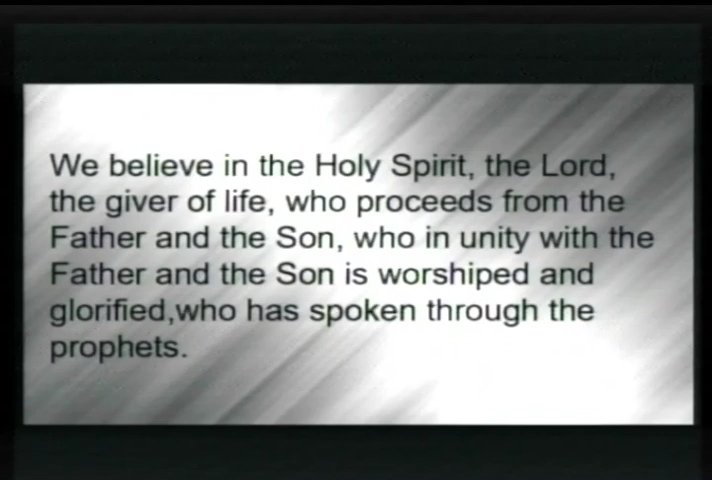 We believe in the Holy Spirit, the Lord,
the giver of life, who proceeds from the
Father and the Son, who in unity with the
Father and the Son is worshiped and
glorified,who has spoken through the
prophets.